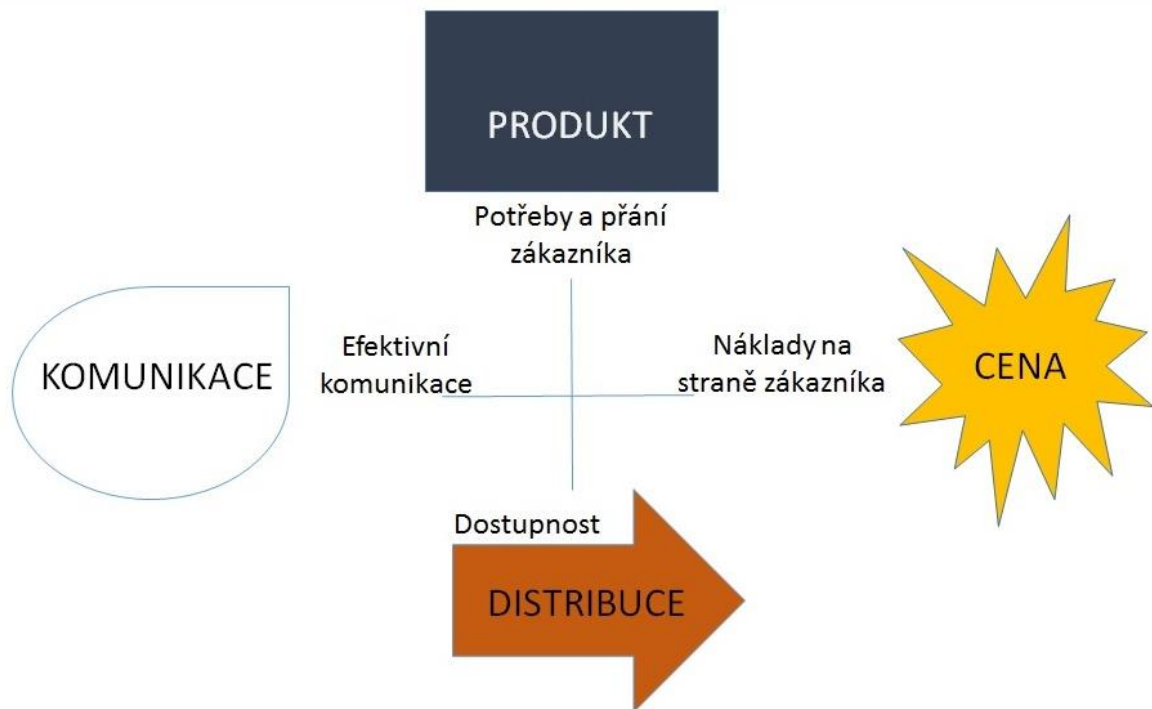 PRODUKT
Potřeby a přání
zákazníka
KOMUNIKACE
Efektivní
komunikace
Náklady na
straně zákazníka
CENA
Dostupnost
DISTRIBUCE